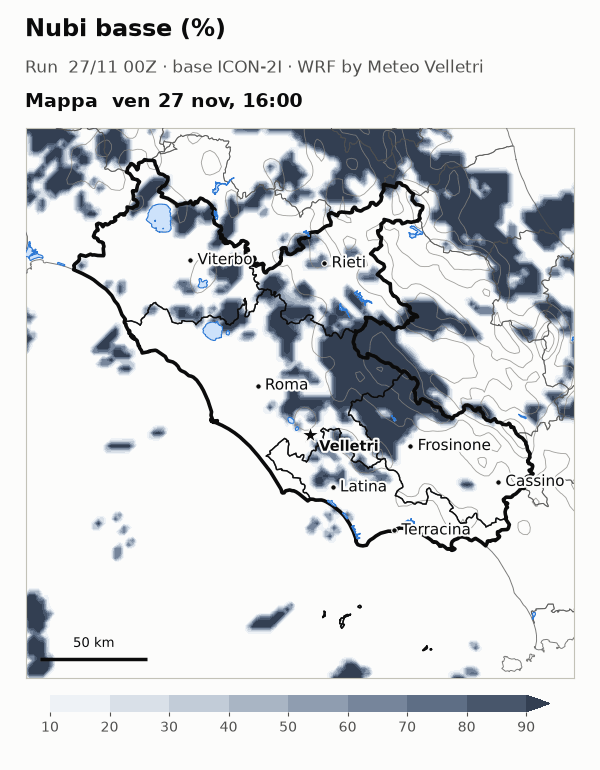 Nubi basse (%)
Run  27/11 00Z · base ICON-2I · WRF by Meteo Velletri
Mappa  ven 27 nov, 16:00
Viterbo
Rieti
Roma
Velletri
Frosinone
Cassino
Latina
Terracina
50 km
10 20 30 40 50 60 70 80 90